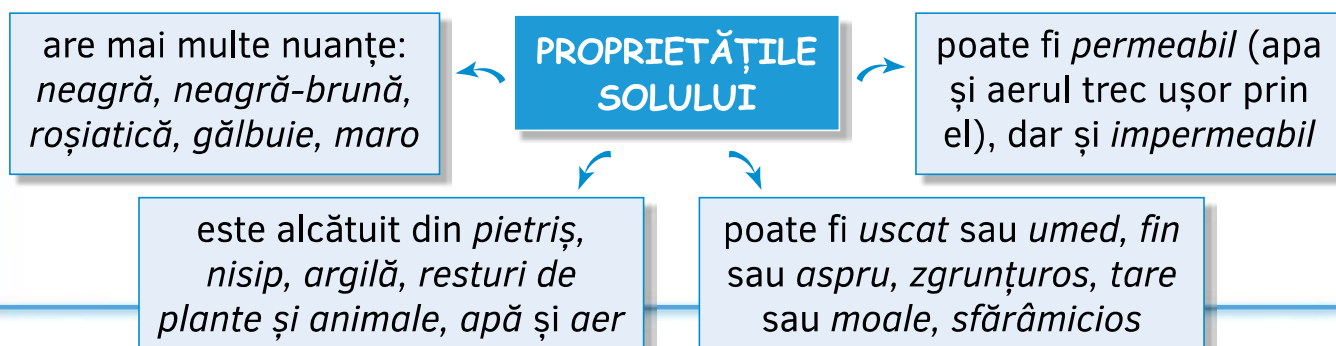 PROPRIETĂȚILE
SOLULUI
are mai multe nuanțe:
neagră, neagră-brună,
roșiatică, gălbuie, maro
poate fi permeabil (apa
și aerul trec ușor prin
el), dar și impermeabil
este alcătuit din pietriș,
nisip, argilă, resturi de
plante și animale, apă și aer
poate fi uscat sau umed, fin
sau aspru, zgrunțuros, tare
sau moale, sfărâmicios